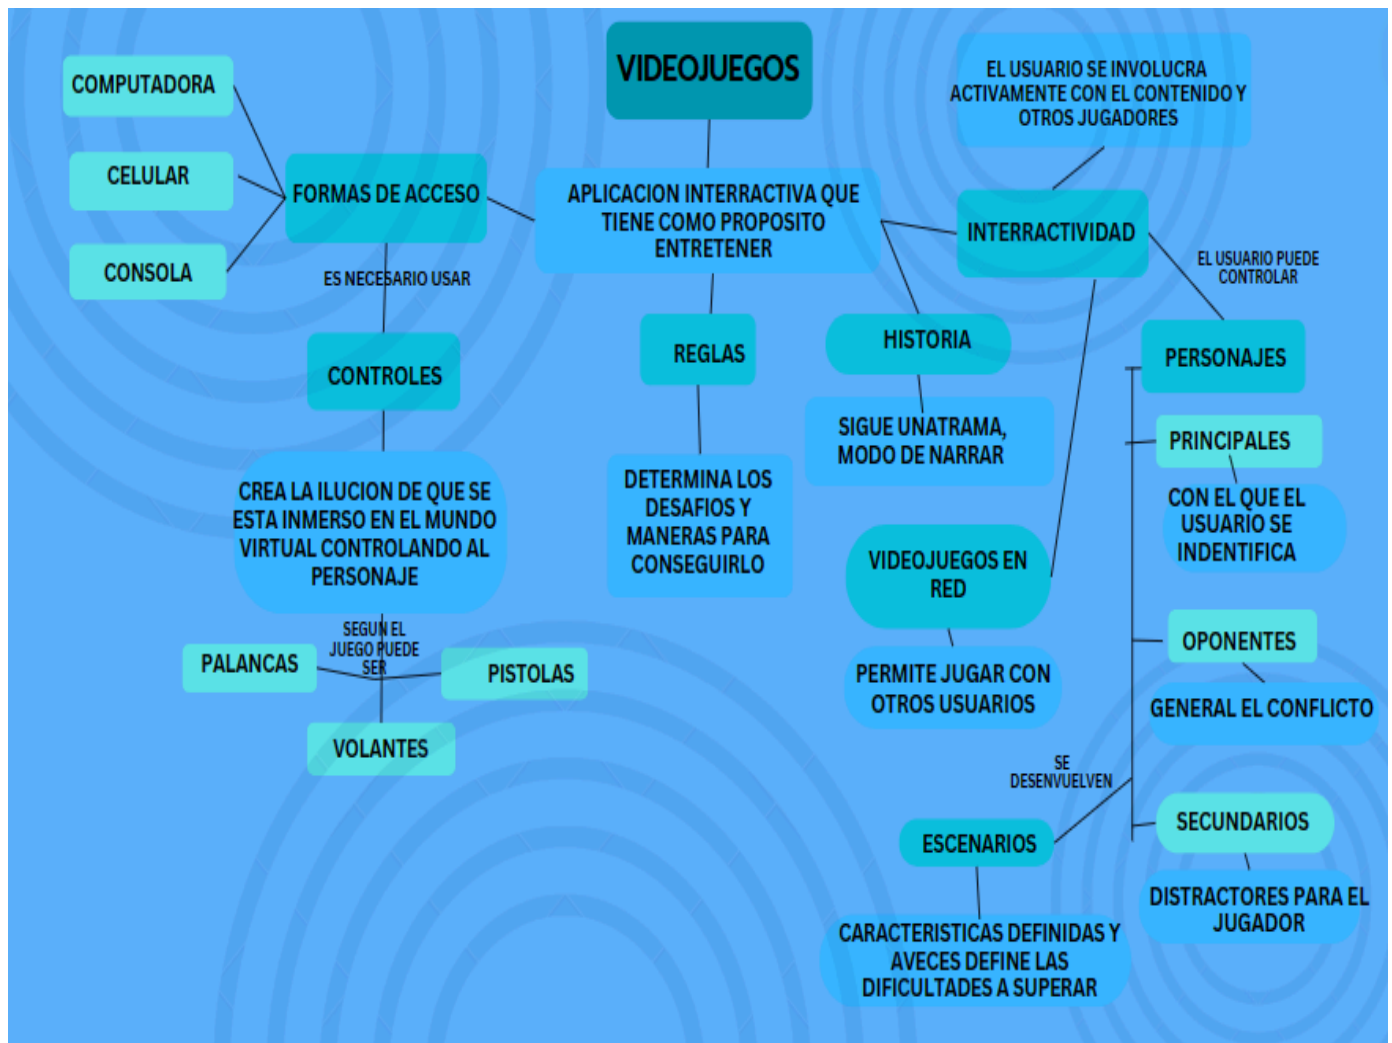 VIDEOJUEGOS
APLICACION INTERRACTIVA QUE
TIENE COMO PROPOSITO
ENTRETENER
FORMAS DE ACCESO
COMPUTADORA
CELULAR
CONSOLA
ES NECESARIO USAR
CONTROLES
CREA LA ILUCION DE QUE SE
ESTA INMERSO EN EL MUNDO
VIRTUAL CONTROLANDO AL
PERSONAJE
SEGUN EL
JUEGO PUEDE
SER
PALANCAS
PISTOLAS
VOLANTES
REGLAS
DETERMINA LOS
DESAFIOS Y
MANERAS PARA
CONSEGUIRLO
HISTORIA
SIGUE UNATRAMA,
MODO DE NARRAR
INTERRACTIVIDAD
EL USUARIO SE INVOLUCRA
ACTIVAMENTE CON EL CONTENIDO Y
OTROS JUGADORES
VIDEOJUEGOS EN
RED
PERMITE JUGAR CON
OTROS USUARIOS
EL USUARIO PUEDE
CONTROLAR
PERSONAJES
PRINCIPALES
CON EL QUE EL
USUARIO SE
INDENTIFICA
OPONENTES
GENERAL EL CONFLICTO
SECUNDARIOS
DISTRACTORES PARA EL
JUGADOR
SE
DESENVUELVEN
ESCENARIOS
CARACTERISTICAS DEFINIDAS Y
AVECES DEFINE LAS
DIFICULTADES A SUPERAR